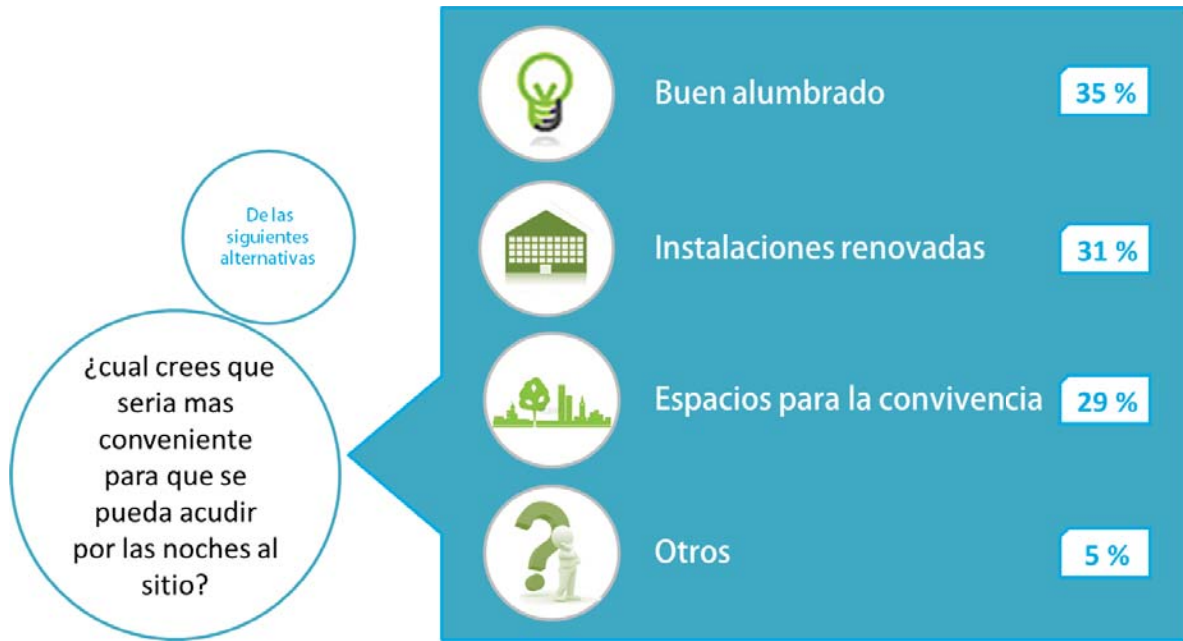 De las
siguientes
alternativas
¿cual crees que
seria mas
conveniente
para que se
pueda acudir
por las noches al
sitio?
Buen alumbrado 35 %
Instalaciones renovadas 31 %
Espacios para la convivencia 29 %
Otros 5 %